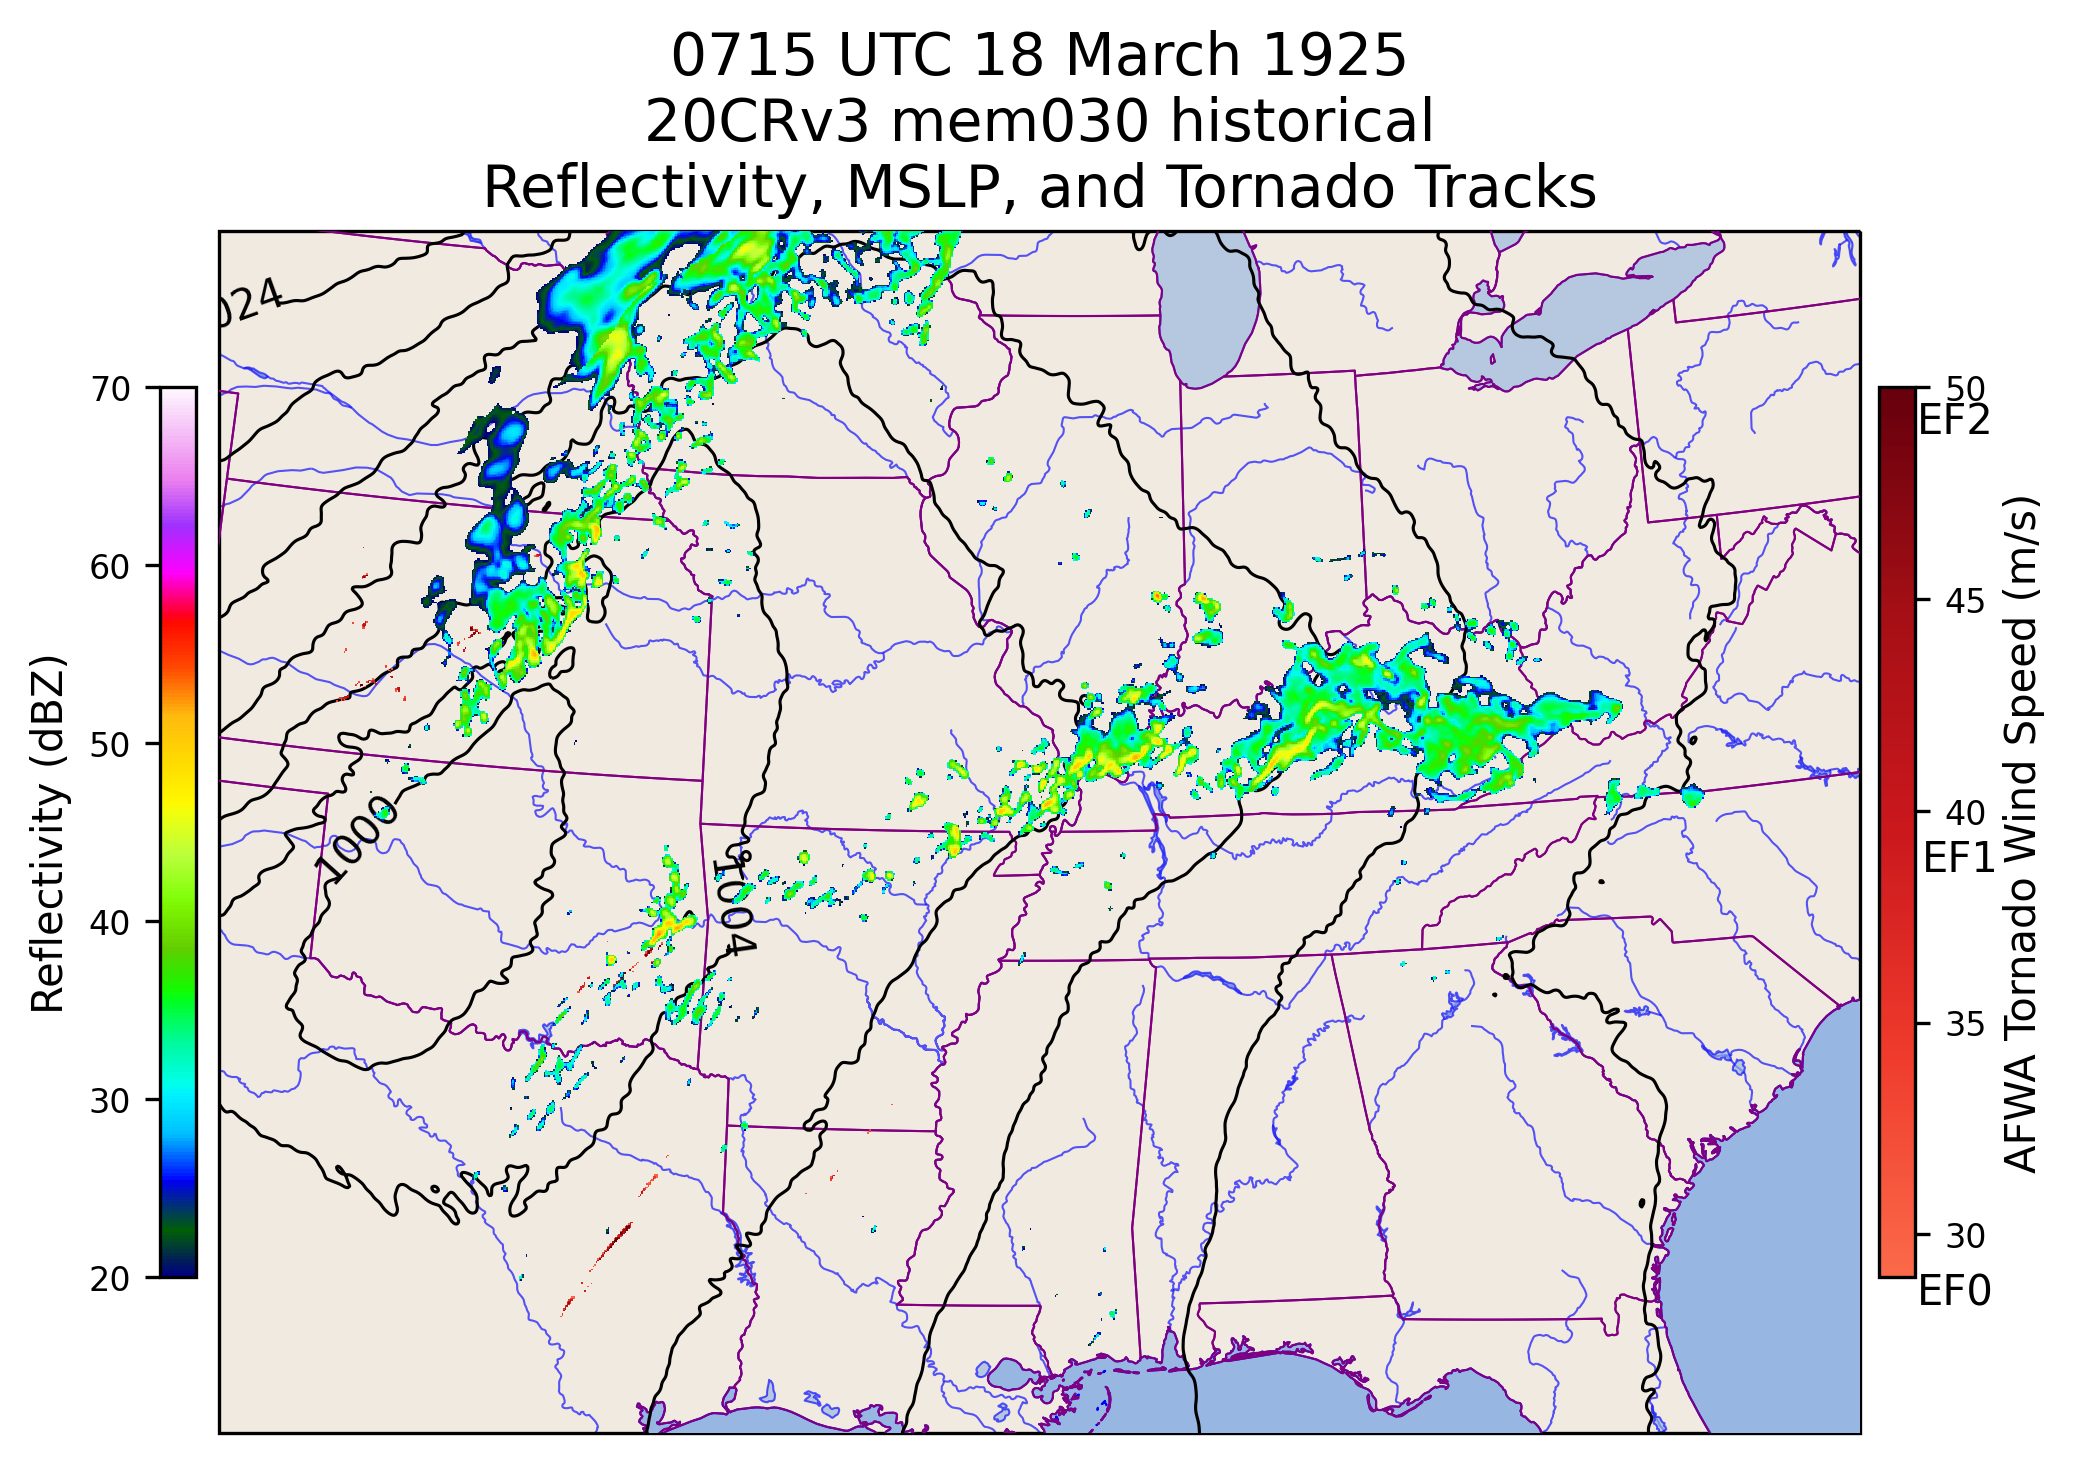 0715 UTC 18 March 1925
20CRv3 mem030 historical
Reflectivity, MSLP, and Tornado Tracks
024
1000
1004
70
60
50
40
30
20
Reflectivity (dBZ)
50
EF2
45
40
EF1
35
30
EF0
AFWA Tornado Wind Speed (m/s)